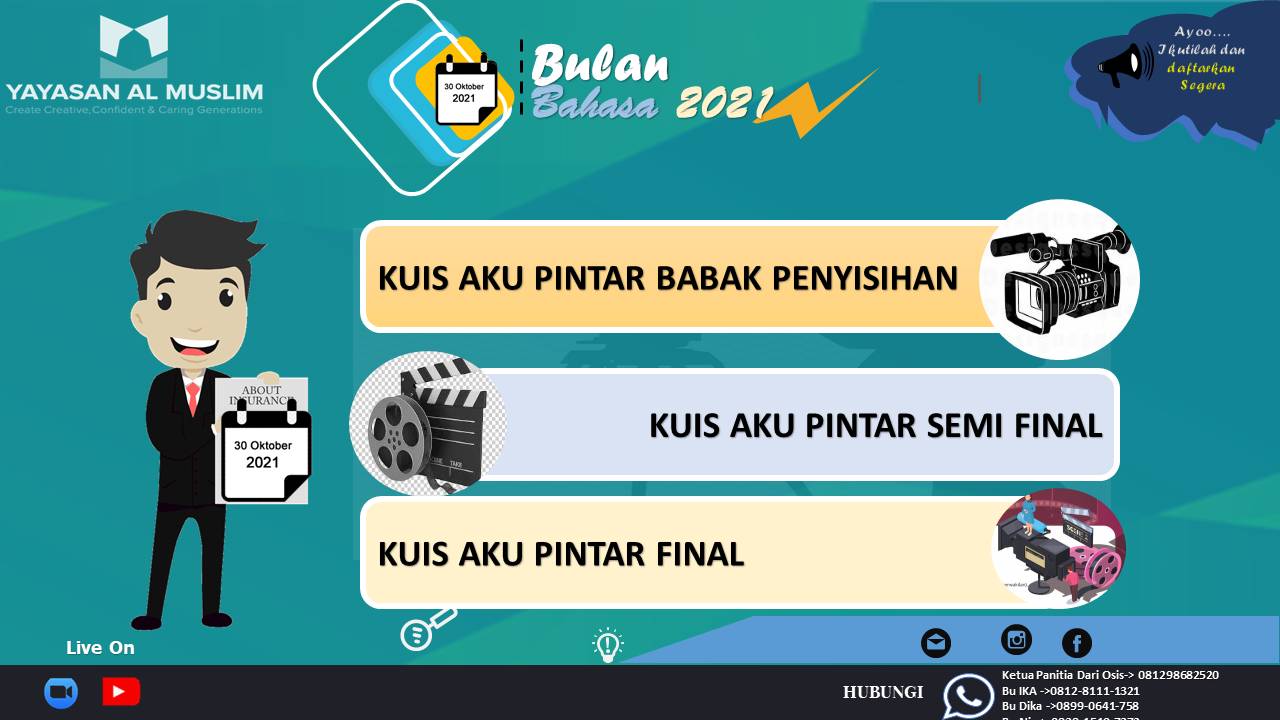 YAYASAN AL MUSLIM
Create Creative,Confident & Caring Generations
30 Oktober
2021
Bulan
Bahasa 2021
Ayoo....
Ikutilah dan
daftarkan
Segera
KUIS AKU PINTAR BABAK PENYISIHAN
ABOUT
INSURANCE
30 Oktober
2021
KUIS AKU PINTAR SEMI FINAL
TAKE
KUIS AKU PINTAR FINAL
Live On
HUBUNGI
Ketua Panitia Dari Osis-> 081298682520
Bu IKA ->0812-8111-1321
Bu Dika ->0899-0641-758